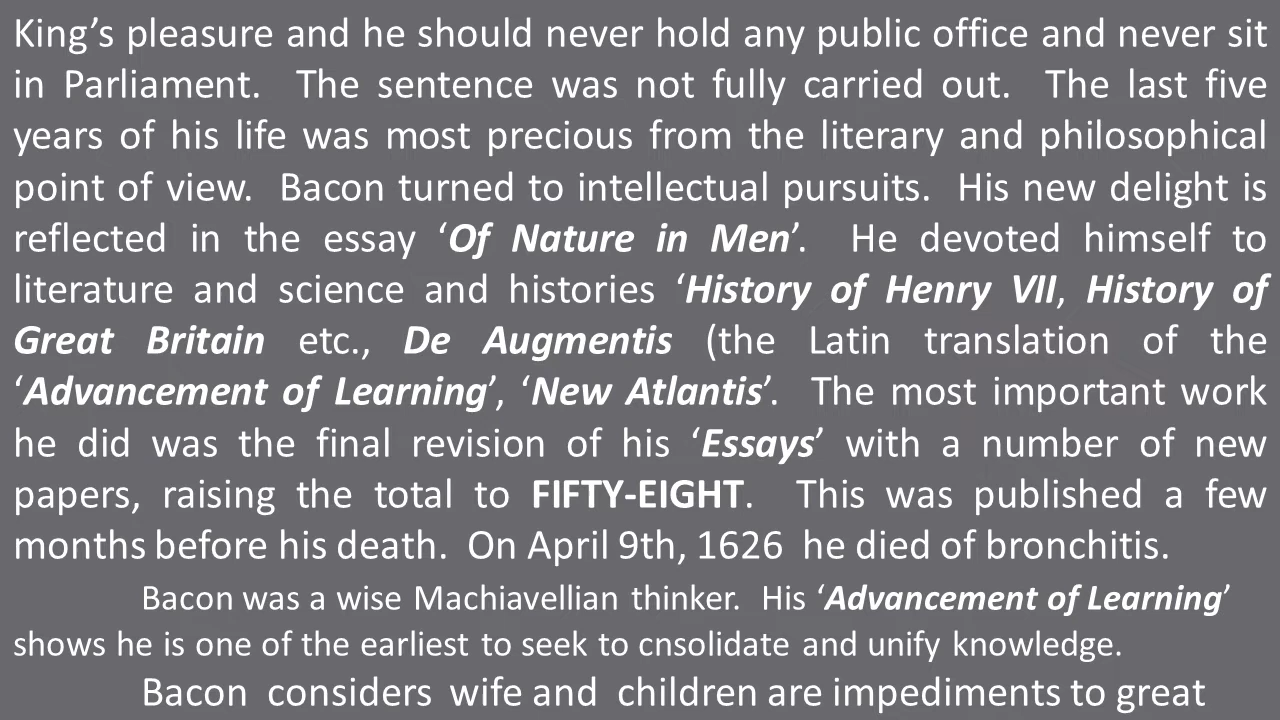 King’s pleasure and he should never hold any public office and never sit
in Parliament. The sentence was not fully carried out. The last five
years of his life was most precious from the literary and philosophical
point of view. Bacon turned to intellectual pursuits. His new delight is
reflected in the essay ‘Of Nature in Men’. He devoted himself to
literature and science and histories ‘History of Henry VII, History of
Great Britain etc., De Augmentis (the Latin translation of the
‘Advancement of Learning’, ‘New Atlantis’. The most important work
he did was the final revision of his ‘Essays’ with a number of new
papers, raising the total to FIFTY-EIGHT. This was published a few
months before his death. On April 9th, 1626 he died of bronchitis.
Bacon was a wise Machiavellian thinker. His ‘Advancement of Learning’
shows he is one of the earliest to seek to cnsolidate and unify knowledge.
Bacon considers wife and children are impediments to great